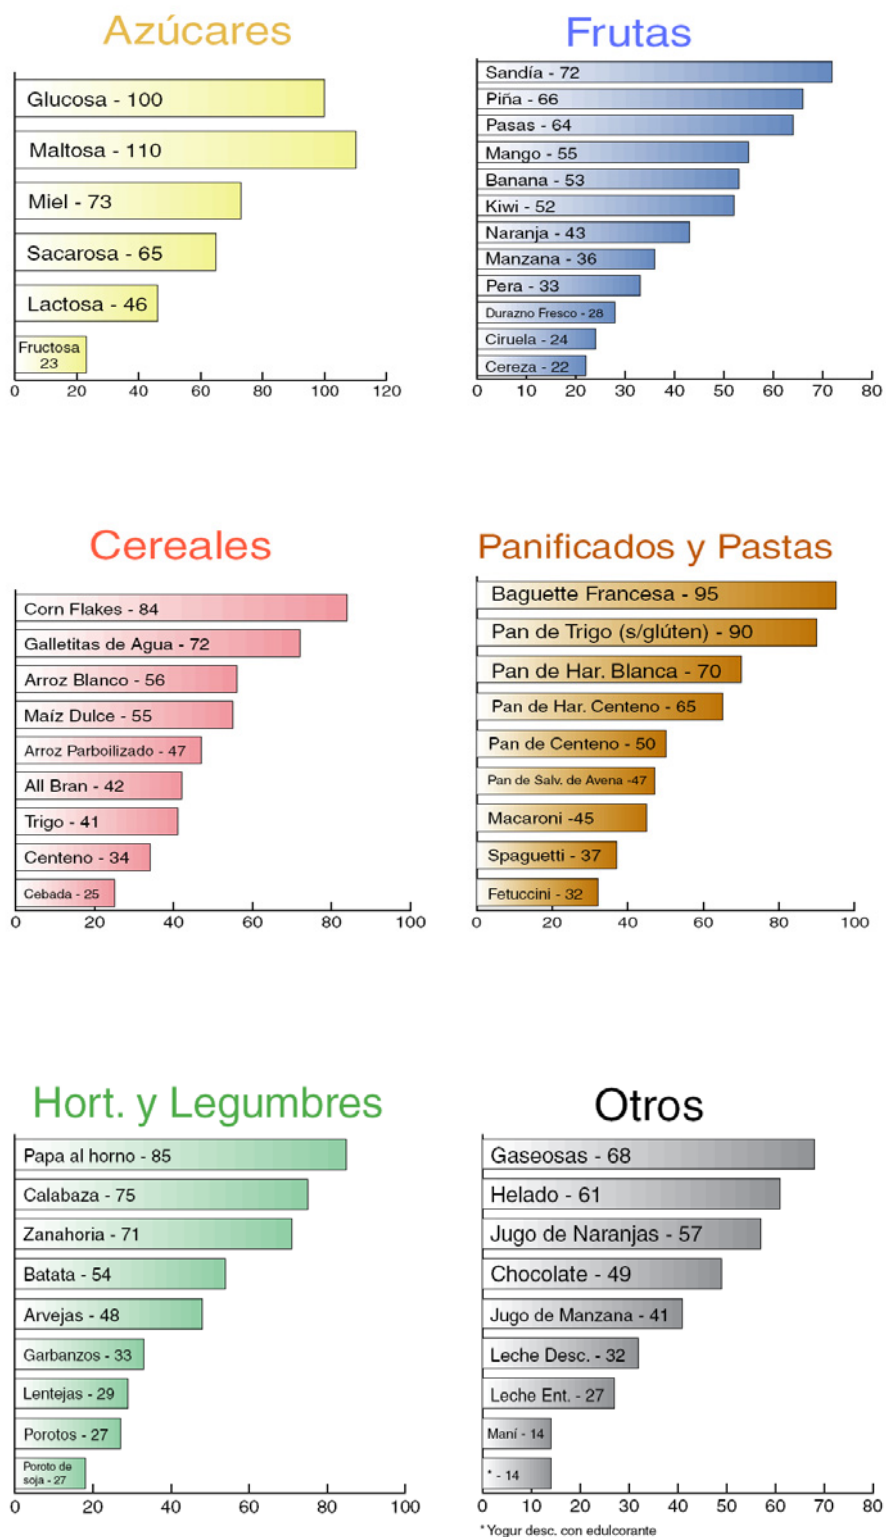 Azúcares
Glucosa - 100
Maltosa - 110
Miel - 73
Sacarosa - 65
Lactosa - 46
Fructosa
23
0 20 40 60 80 100 120
Frutas
Sandía - 72
Piña - 66
Pasas - 64
Mango - 55
Banana - 53
Kiwi - 52
Naranja - 43
Manzana - 36
Pera - 33
Durazno Fresco - 28
Ciruela - 24
Cereza - 22
0 10 20 30 40 50 60 70 80
Cereales
Corn Flakes - 84
Galletitas de Agua - 72
Arroz Blanco - 56
Maíz Dulce - 55
Arroz Parboilizado - 47
All Bran - 42
Trigo - 41
Centeno - 34
Cebada - 25
0 20 40 60 80 100
Panificados y Pastas
Baguette Francesa - 95
Pan de Trigo (s/glúten) - 90
Pan de Har. Blanca - 70
Pan de Har. Centeno - 65
Pan de Centeno - 50
Pan de Salv. de Avena -47
Macaroni -45
Spaguetti - 37
Fetuccini - 32
0 20 40 60 80 100
Hort. y Legumbres
Papa al horno - 85
Calabaza - 75
Zanahoria - 71
Batata - 54
Arvejas - 48
Garbanzos - 33
Lentejas - 29
Porotos - 27
Poroto de
soja - 27
0 20 40 60 80 100
Otros
Gaseosas - 68
Helado - 61
Jugo de Naranjas - 57
Chocolate - 49
Jugo de Manzana - 41
Leche Desc. - 32
Leche Ent. - 27
Maní - 14
* - 14
0 10 20 30 40 50 60 70 80
* Yogur desc. con edulcorante